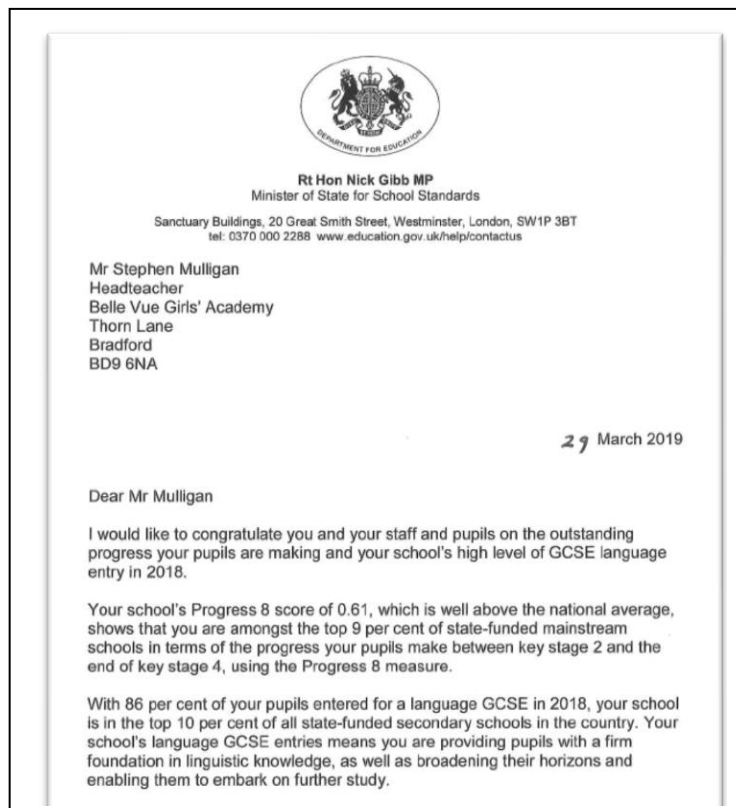 DEPARTMENT FOR EDUCATION
Rt Hon Nick Gibb MP
Minister of State for School Standards
Sanctuary Buildings, 20 Great Smith Street, Westminster, London, SW1P 3BT
tel: 0370 000 2288 www.education.gov.uk/help/contactus
Mr Stephen Mulligan
Headteacher
Belle Vue Girls' Academy
Thorn Lane
Bradford
BD9 6NA
29 March 2019
Dear Mr Mulligan
I would like to congratulate you and your staff and pupils on the outstanding
progress your pupils are making and your school's high level of GCSE language
entry in 2018.
Your school's Progress 8 score of 0.61, which is well above the national average,
shows that you are amongst the top 9 per cent of state-funded mainstream
schools in terms of the progress your pupils make between key stage 2 and the
end of key stage 4, using the Progress 8 measure.
With 86 per cent of your pupils entered for a language GCSE in 2018, your school
is in the top 10 per cent of all state-funded secondary schools in the country. Your
school's language GCSE entries means you are providing pupils with a firm
foundation in linguistic knowledge, as well as broadening their horizons and
enabling them to embark on further study.